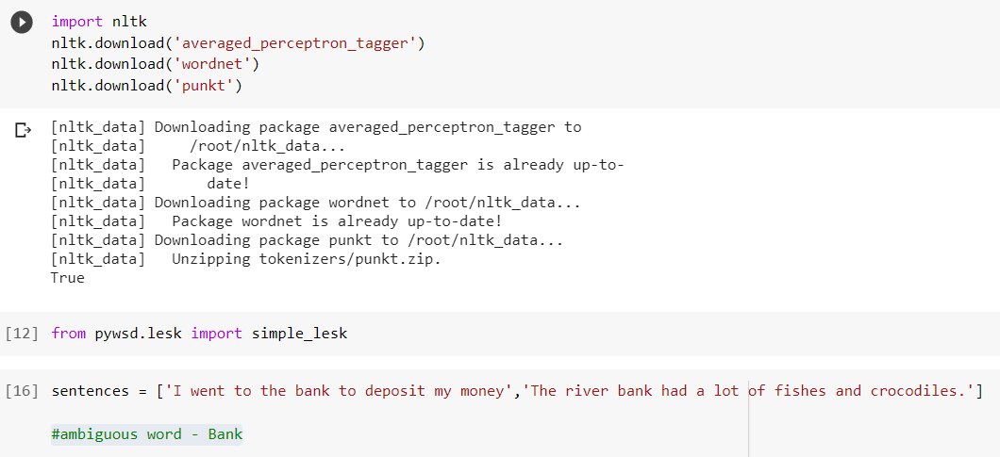 import nltk
nltk.download('averaged_perceptron_tagger')
nltk.download('wordnet')
nltk.download('punkt')
[nltk_data] Downloading package averaged_perceptron_tagger to
[nltk_data]     /root/nltk_data...
[nltk_data]   Package averaged_perceptron_tagger is already up-to-
[nltk_data]       date!
[nltk_data] Downloading package wordnet to /root/nltk_data...
[nltk_data]   Package wordnet is already up-to-date!
[nltk_data] Downloading package punkt to /root/nltk_data...
[nltk_data]   Unzipping tokenizers/punkt.zip.
True
[12] from pywsd.lesk import simple_lesk
[16] sentences = ['I went to the bank to deposit my money','The river bank had a lot of fishes and crocodiles.']
#ambiguous word - Bank